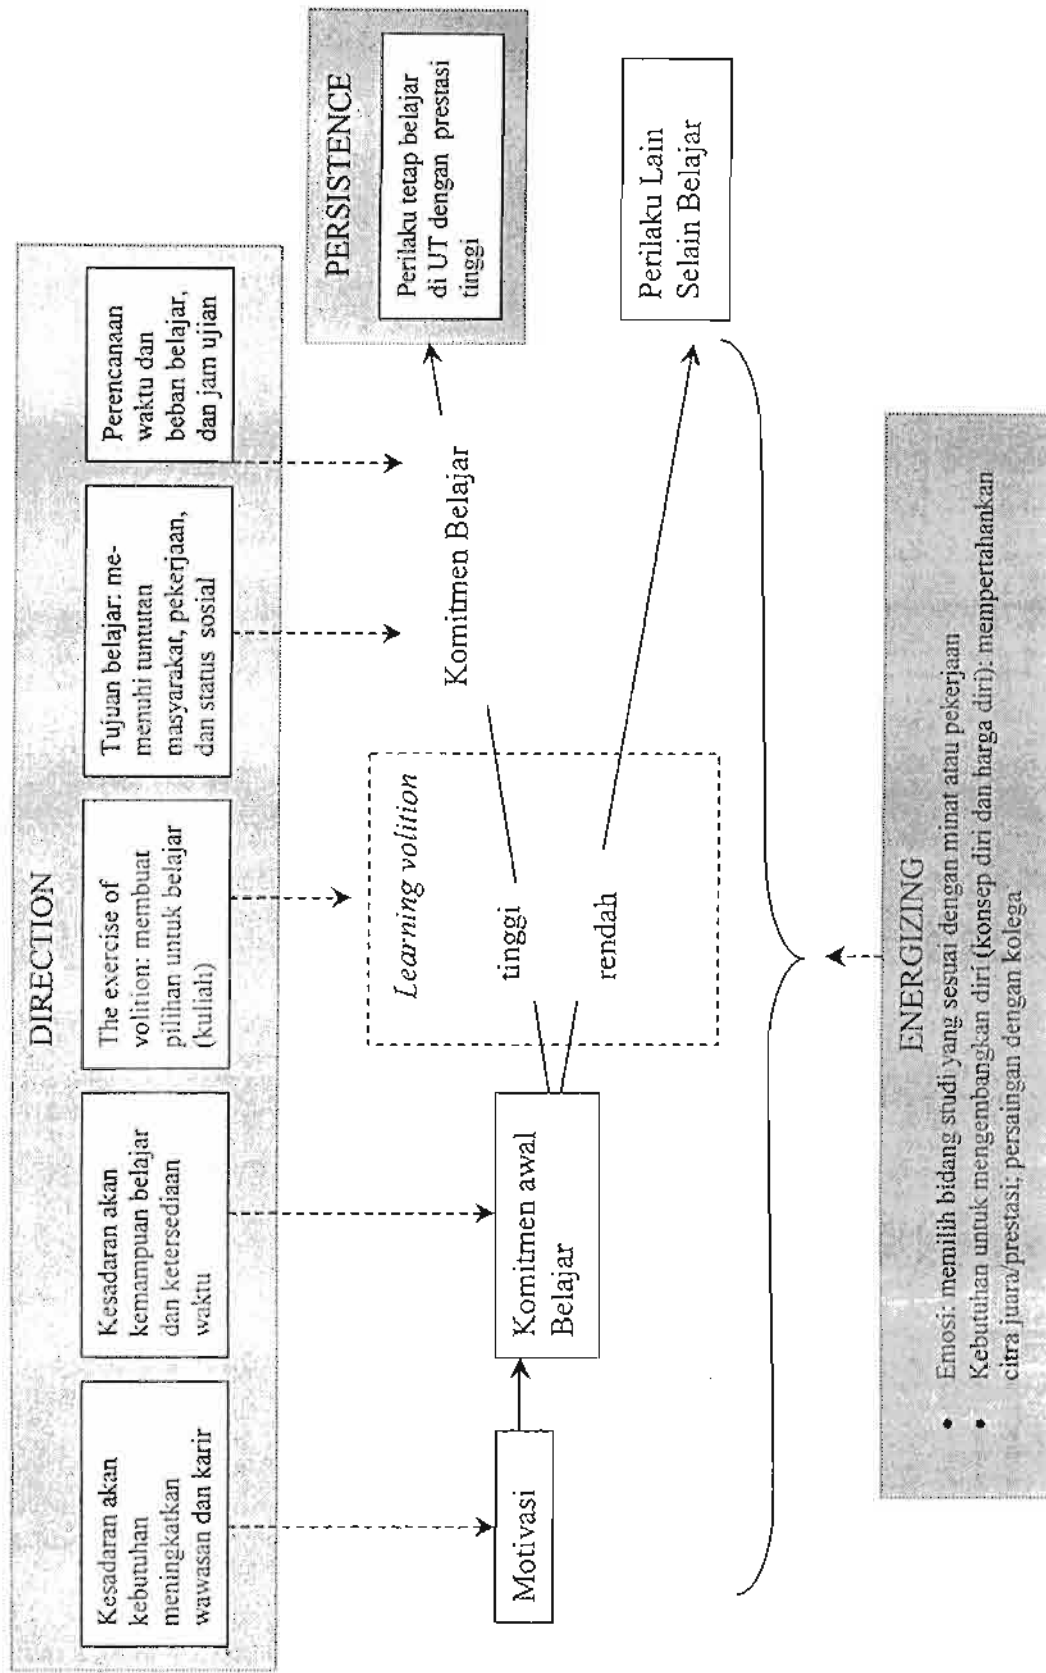 DIRECTION
Kesadaran akan
kebutuhan
meningkatkan
wawasan dan karir
Kesadaran akan
kemampuan belajar
dan ketersediaan
waktu
The exercise of
volition: membuat
pilihan untuk belajar
(kuliah)
Tujuan belajar: me-
menuhi tuntutan
masyarakat, pekerjaan,
dan status sosial
Perencanaan
waktu dan
beban belajar,
dan jam ujian
PERSISTENCE
Perilaku tetap belajar
di UT dengan prestasi
tinggi
Learning volition
tinggi
rendah
Komitmen Belajar
Motivasi
Komitmen awal
Belajar
Perilaku Lain
Selain Belajar
ENERGIZING
• Emosi: memilih bidang studi yang sesuai dengan minat atau pekerjaan
• Kebutuhan untuk mengembangkan diri (konsep diri dan harga diri): mempertahankan
citra juara/prestasi; persaingan dengan kolega